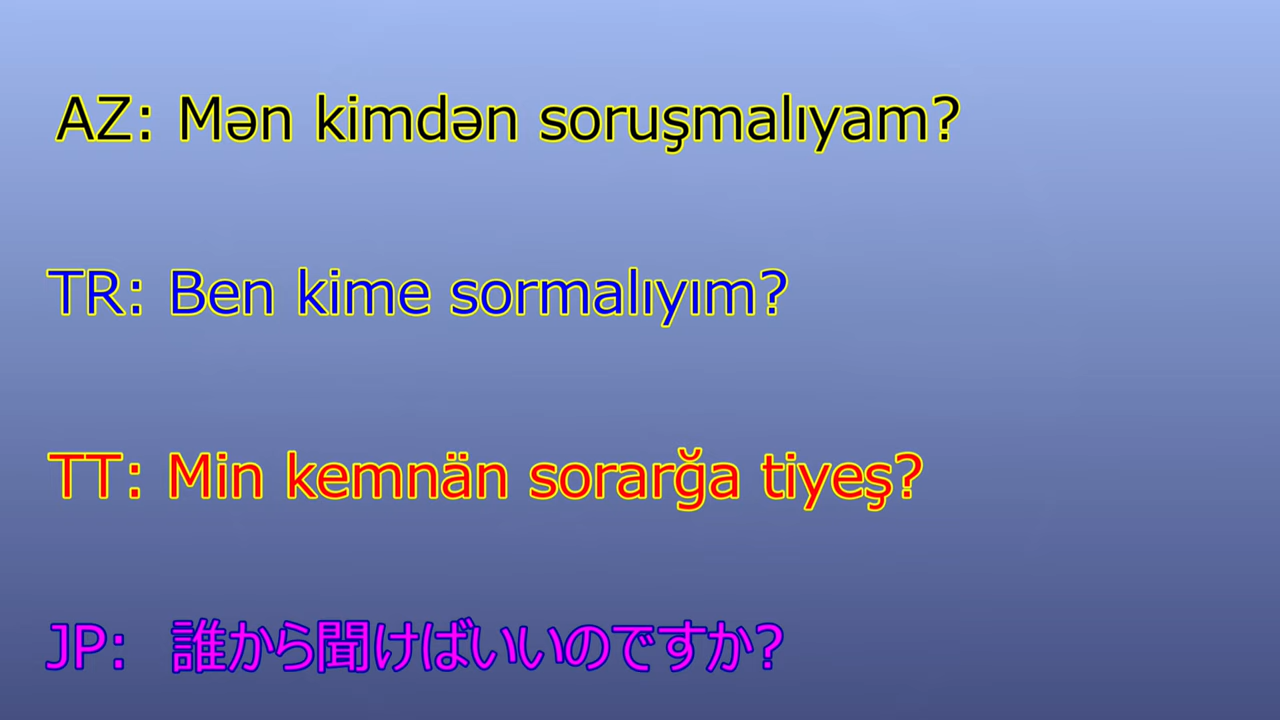 AZ: Mən kimdən soruşmalıyam?
TR: Ben kime sormalıyım?
TT: Min kemnän sorarğa tiyeş?
JP: 誰から聞けばいいのですか?